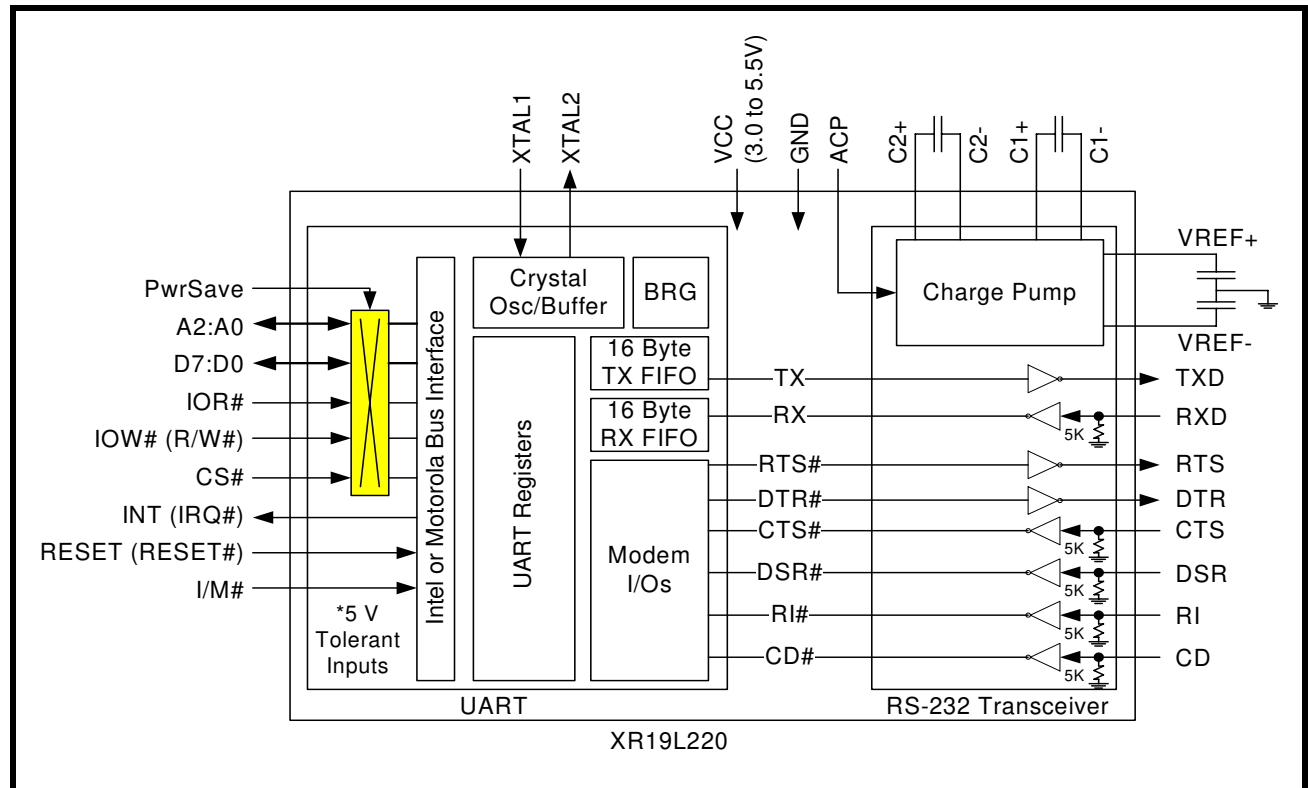 XTAL1
XTAL2
VCC
(3.0 to 5.5V)
GND
ACP
C2+
C2-
C1+
C1-
VREF+
VREF-
PwrSave
A2:A0
D7:D0
IOR#
IOW# (R/W#)
CS#
INT (IRQ#)
RESET (RESET#)
I/M#
*5 V
Tolerant
Inputs
Intel or Motorola Bus Interface
Crystal
Osc/Buffer
BRG
UART Registers
16 Byte
TX FIFO
16 Byte
RX FIFO
Modem
I/Os
Charge Pump
TX
TXD
RX
5K
RXD
RTS#
RTS
DTR#
DTR
CTS#
5K
CTS
DSR#
5K
DSR
RI#
5K
RI
CD#
5K
CD
UART
RS-232 Transceiver
XR19L220